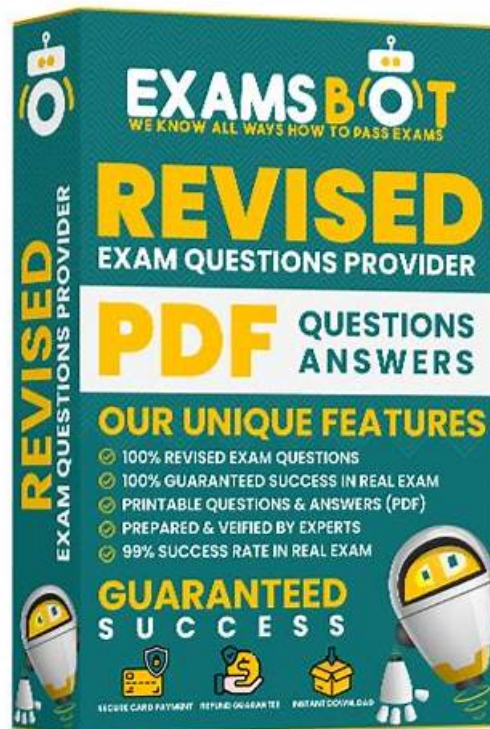 REVISED
EXAM QUESTIONS PROVIDER
EXAMSBOT
WE KNOW ALL WAYS HOW TO PASS EXAMS
REVISED
EXAM QUESTIONS PROVIDER
PDF QUESTIONS
ANSWERS
OUR UNIQUE FEATURES
100% REVISED EXAM QUESTIONS
100% GUARANTEED SUCCESS IN REAL EXAM
PRINTABLE QUESTIONS & ANSWERS (PDF)
PREPARED & VEIFIED BY EXPERTS
99% SUCCESS RATE IN REAL EXAM
GUARANTEED
SUCCESS
SECURE CARD PAYMENT REFUND GUARANTEE INSTANT DOWNLOAD